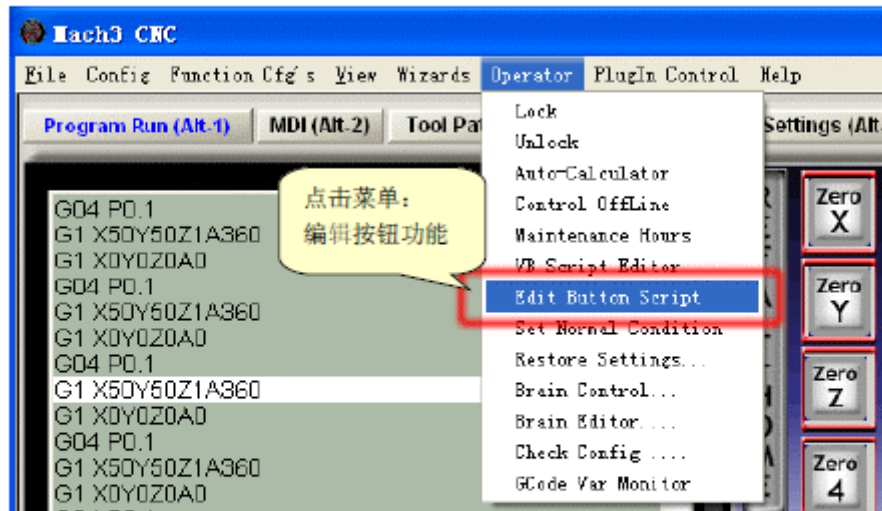 Mach3 CNC
File Config Function Cfg's View Wizards Operator PlugIn Control Help
Program Run (Alt-1) MDI (Alt-2) Tool Pat Settings (Alt
Lock
Unlock
Auto-Calculator
Control OffLine
Maintenance Hours
VB Script Editor
Edit Button Script
Set Normal Condition
Restore Settings...
Brain Control...
Brain Editor....
Check Config ....
GCode Var Monitor
点击菜单：
编辑按钮功能
G04 P0.1
G1 X50Y50Z1A360
G1 X0Y0Z0A0
G04 P0.1
G1 X50Y50Z1A360
G1 X0Y0Z0A0
G04 P0.1
G1 X50Y50Z1A360
G1 X0Y0Z0A0
G04 P0.1
G1 X50Y50Z1A360
G1 X0Y0Z0A0
Zero
X
Zero
Y
Zero
Z
Zero
4